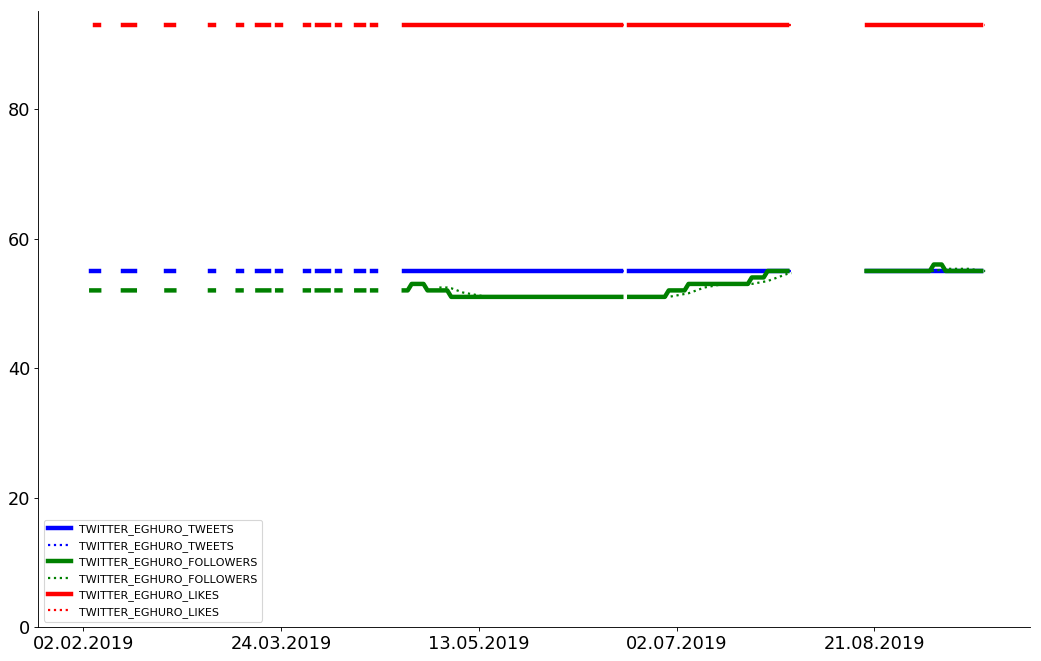 80
60
40
20
0
TWITTER_EGHURO_TWEETS
TWITTER_EGHURO_TWEETS
TWITTER_EGHURO_FOLLOWERS
TWITTER_EGHURO_FOLLOWERS
TWITTER_EGHURO_LIKES
TWITTER_EGHURO_LIKES
02.02.2019 24.03.2019 13.05.2019 02.07.2019 21.08.2019